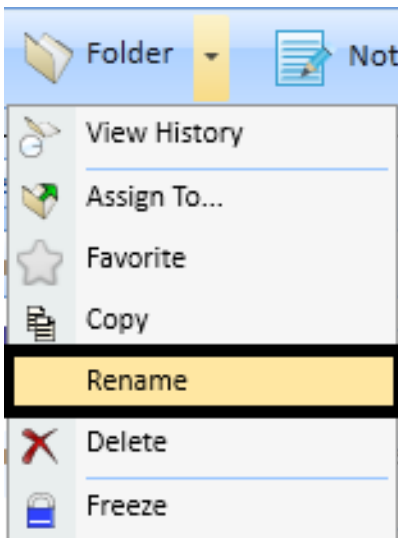 Folder Not
View History
Assign To...
Favorite
Copy
Rename
Delete
Freeze